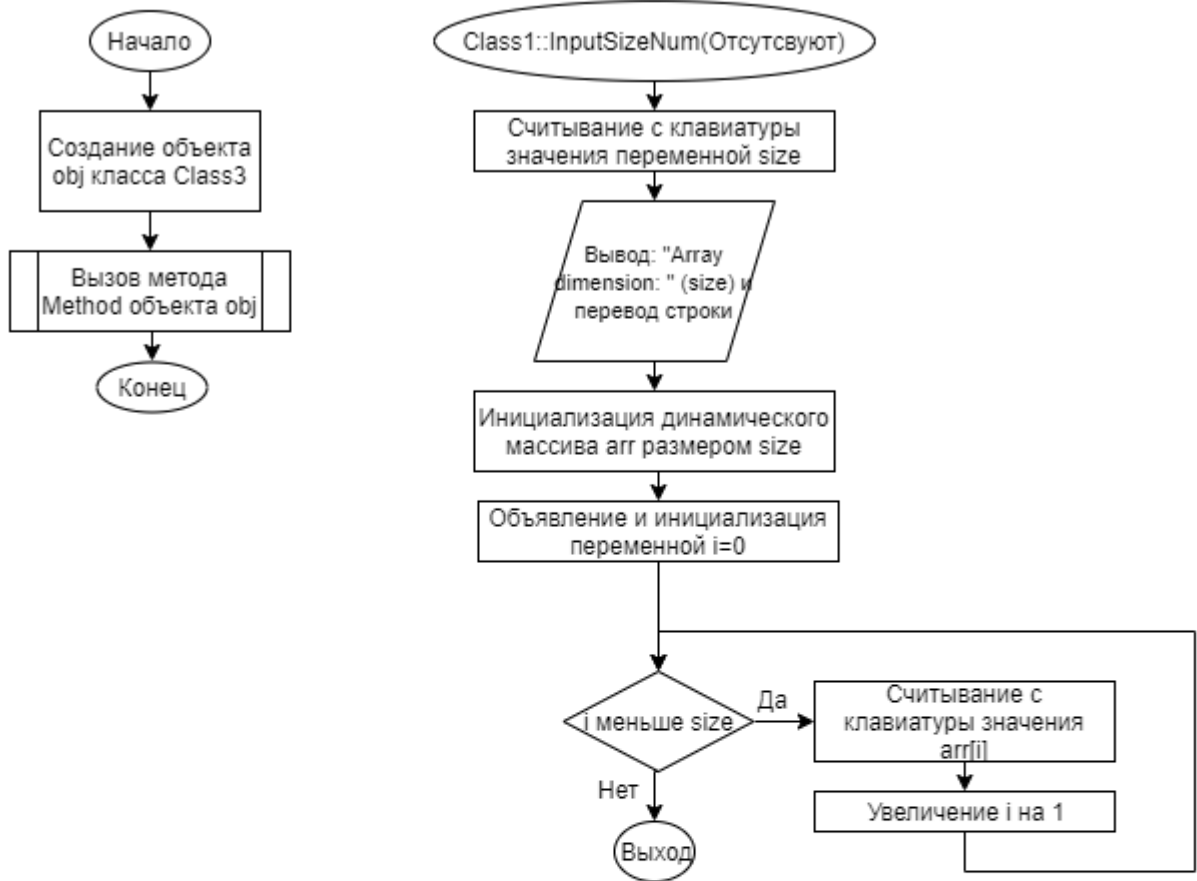 Начало
Создание объекта
obj класса Class3
Вызов метода
Method объекта obj
Конец
Class1::InputSizeNum(Отсутсвуют)
Считывание с клавиатуры
значения переменной size
Вывод: "Array
dimension: " (size) и
перевод строки
Инициализация динамического
массива arr размером size
Объявление и инициализация
переменной i=0
i меньше size
Да
Считывание с
клавиатуры значения
arr[i]
Увеличение i на 1
Нет
Выход